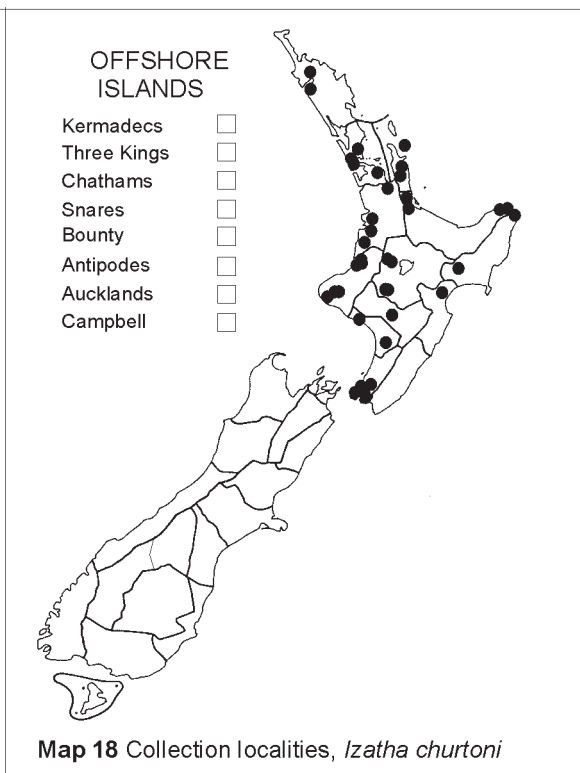 OFFSHORE
ISLANDS
Kermadecs
Three Kings
Chathams
Snares
Bounty
Antipodes
Aucklands
Campbell
Map 18 Collection localities, Izatha churtoni